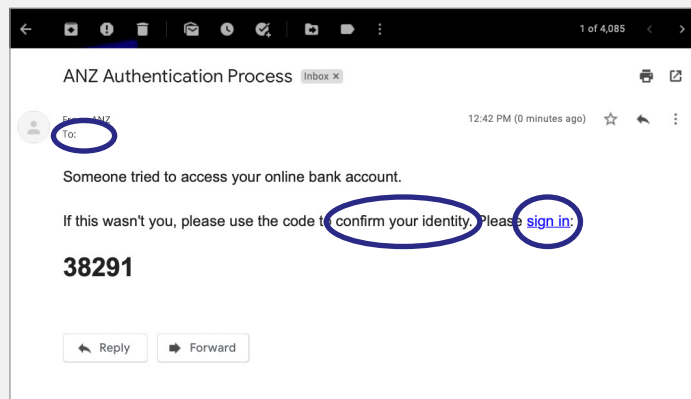 1 of 4,085
ANZ Authentication Process Inbox ×
From: ANZ 12:42 PM (0 minutes ago)
To:
Someone tried to access your online bank account.
If this wasn't you, please use the code to confirm your identity. Please sign in:
38291
Reply Forward